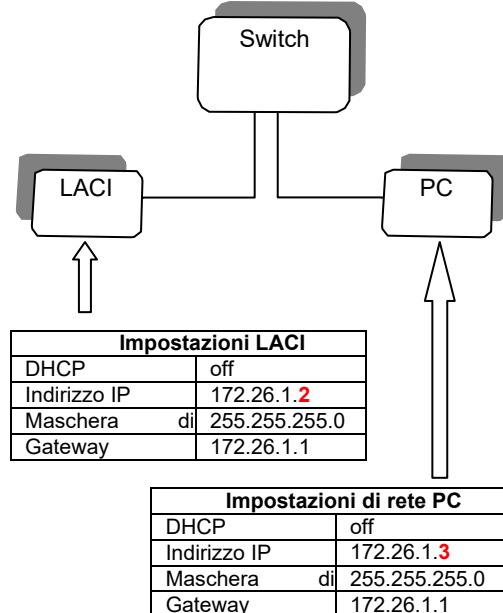 Switch
LACI
PC
Impostazioni LACI
DHCP off
Indirizzo IP 172.26.1.2
Maschera di 255.255.255.0
Gateway 172.26.1.1
Impostazioni di rete PC
DHCP off
Indirizzo IP 172.26.1.3
Maschera di 255.255.255.0
Gateway 172.26.1.1